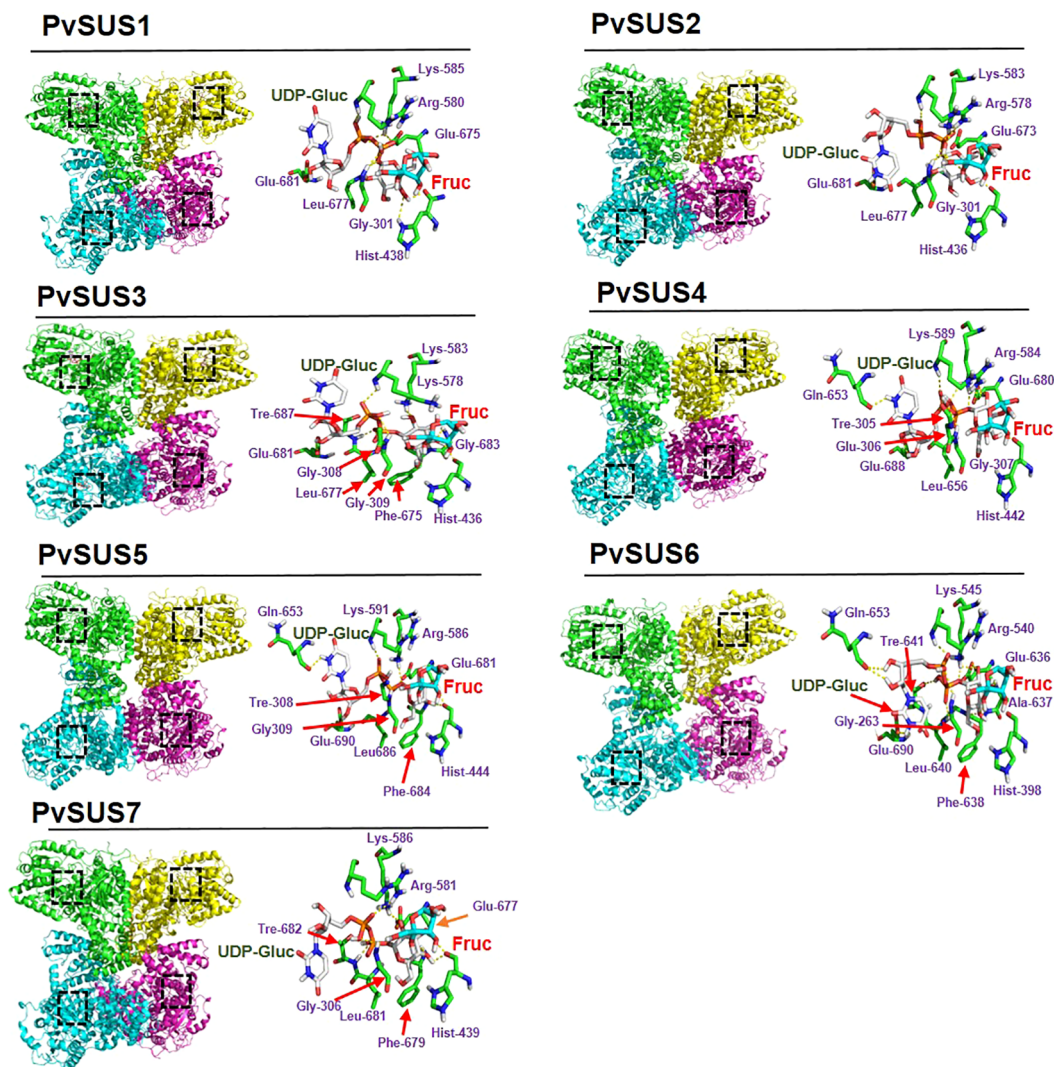 PvSUS1
Lys-585
UDP-Gluc
Arg-580
Glu-675
Glu-681
Fruc
Leu-677
Gly-301
Hist-438
PvSUS2
Lys-583
Arg-578
Glu-673
UDP-Gluc
Fruc
Glu-681
Leu-677
Gly-301
Hist-436
PvSUS3
Lys-583
UDP-Gluc
Lys-578
Tre-687
Fruc
Gly-683
Glu-681
Gly-308
Leu-677
Gly-309
Phe-675
Hist-436
PvSUS4
Lys-589
UDP-Gluc
Arg-584
Gln-653
Glu-680
Tre-305
Fruc
Glu-306
Glu-688
Gly-307
Leu-656
Hist-442
PvSUS5
Gln-653
Lys-591
UDP-Gluc
Arg-586
Glu-681
Fruc
Tre-308
Gly309
Glu-690
Leu686
Hist-444
Phe-684
PvSUS6
Lys-545
Gln-653
Arg-540
Tre-641
Glu-636
Fruc
UDP-Gluc
Ala-637
Gly-263
Glu-690
Leu-640
Hist-398
Phe-638
PvSUS7
Lys-586
Arg-581
Glu-677
Tre-682
UDP-Gluc
Fruc
Gly-306
Leu-681
Hist-439
Phe-679